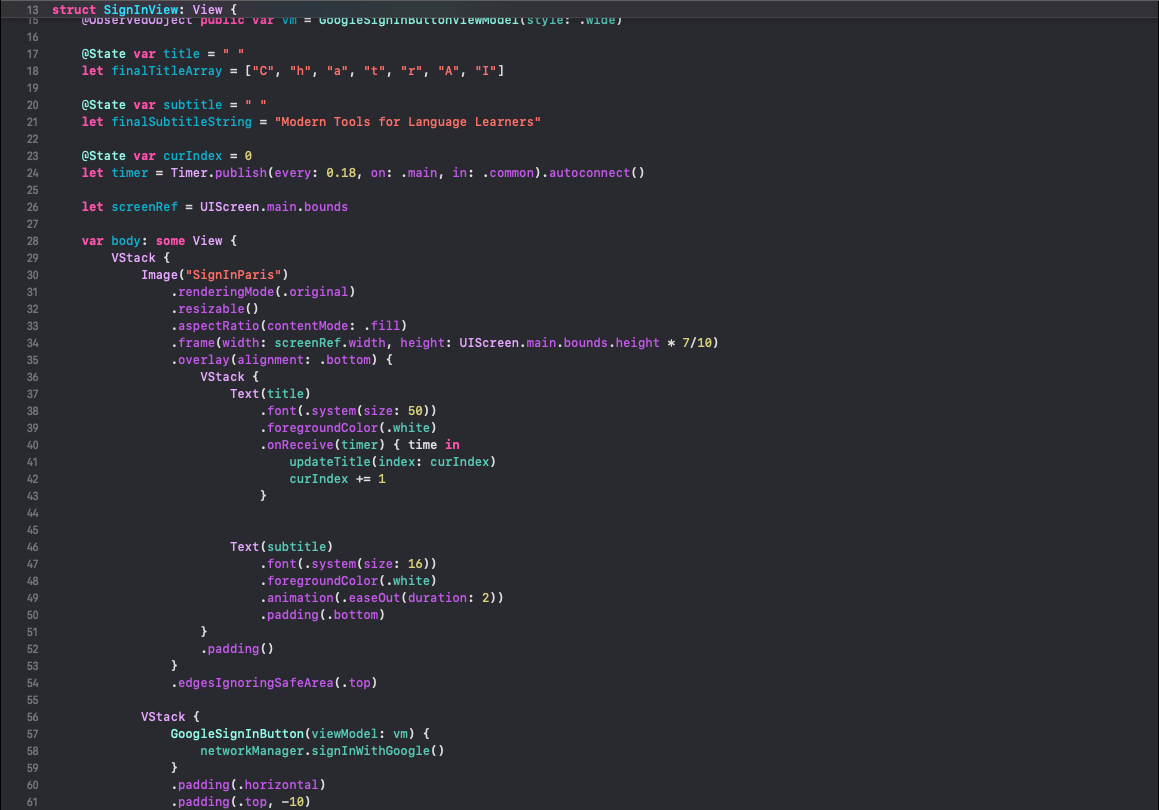 13 struct SignInView: View {
15 @ObservedObject public var vm = GoogleSignInButtonViewModel(style: .wide)
16
17 @State var title = " "
18 let finalTitleArray = ["C", "h", "a", "t", "r", "A", "I"]
19
20 @State var subtitle = " "
21 let finalSubtitleString = "Modern Tools for Language Learners"
22
23 @State var curIndex = 0
24 let timer = Timer.publish(every: 0.18, on: .main, in: .common).autoconnect()
25
26 let screenRef = UIScreen.main.bounds
27
28 var body: some View {
29 VStack {
30 Image("SignInParis")
31 .renderingMode(.original)
32 .resizable()
33 .aspectRatio(contentMode: .fill)
34 .frame(width: screenRef.width, height: UIScreen.main.bounds.height * 7/10)
35 .overlay(alignment: .bottom) {
36 VStack {
37 Text(title)
38 .font(.system(size: 50))
39 .foregroundColor(.white)
40 .onReceive(timer) { time in
41 updateTitle(index: curIndex)
42 curIndex += 1
43 }
44
45
46 Text(subtitle)
47 .font(.system(size: 16))
48 .foregroundColor(.white)
49 .animation(.easeOut(duration: 2))
50 .padding(.bottom)
51 }
52 .padding()
53 }
54 .edgesIgnoringSafeArea(.top)
55
56 VStack {
57 GoogleSignInButton(viewModel: vm) {
58 networkManager.signInWithGoogle()
59 }
60 .padding(.horizontal)
61 .padding(.top, -10)